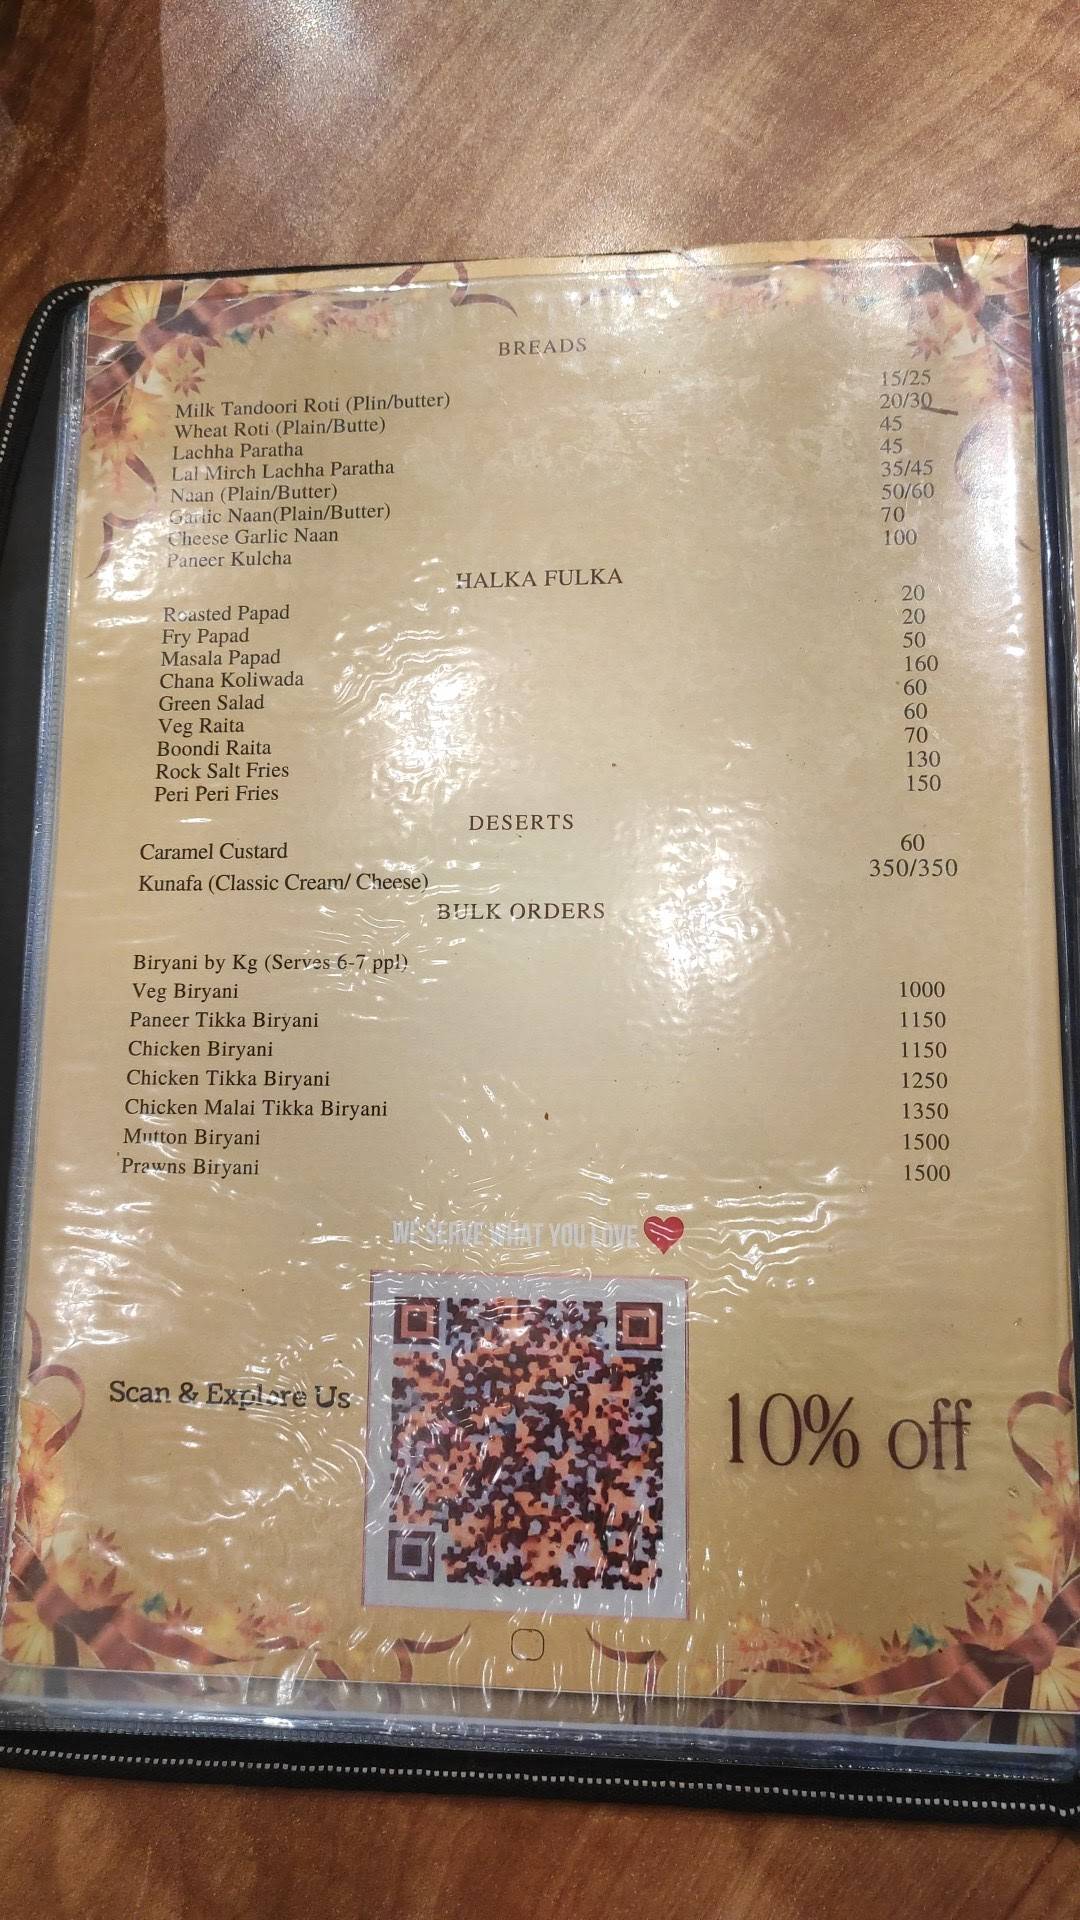 BREADS
Milk Tandoori Roti (Plin/butter) 15/25
Wheat Roti (Plain/Butte) 20/30
Lachha Paratha 45
Lal Mirch Lachha Paratha 45
Naan (Plain/Butter) 35/45
Garlic Naan(Plain/Butter) 50/60
Cheese Garlic Naan 70
Paneer Kulcha 100
HALKA FULKA
Roasted Papad 20
Fry Papad 20
Masala Papad 50
Chana Koliwada 160
Green Salad 60
Veg Raita 60
Boondi Raita 70
Rock Salt Fries 130
Peri Peri Fries 150
DESERTS
Caramel Custard 60
Kunafa (Classic Cream/ Cheese) 350/350
BULK ORDERS
Biryani by Kg (Serves 6-7 ppl)
Veg Biryani 1000
Paneer Tikka Biryani 1150
Chicken Biryani 1150
Chicken Tikka Biryani 1250
Chicken Malai Tikka Biryani 1350
Mutton Biryani 1500
Prawns Biryani 1500
WE SERVE WHAT YOU LOVE
Scan & Explore Us
10% off